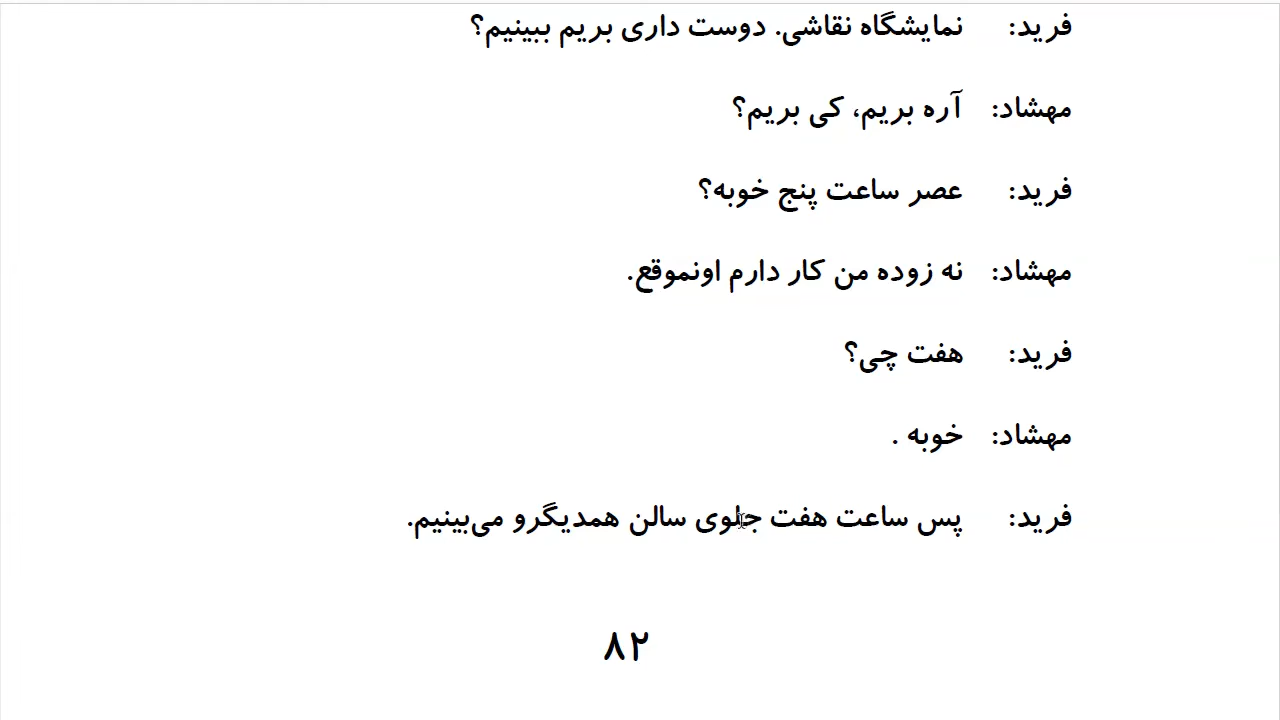 فرید: نمایشگاه نقاشی. دوست داری بریم ببینیم؟
مهشاد: آره بریم، کی بریم؟
فرید: عصر ساعت پنج خوبه؟
مهشاد: نه زوده من کار دارم اونموقع.
فرید: هفت چی؟
مهشاد: خوبه .
فرید: پس ساعت هفت جلوی سالن همدیگرو می‌بینیم.
۸۲